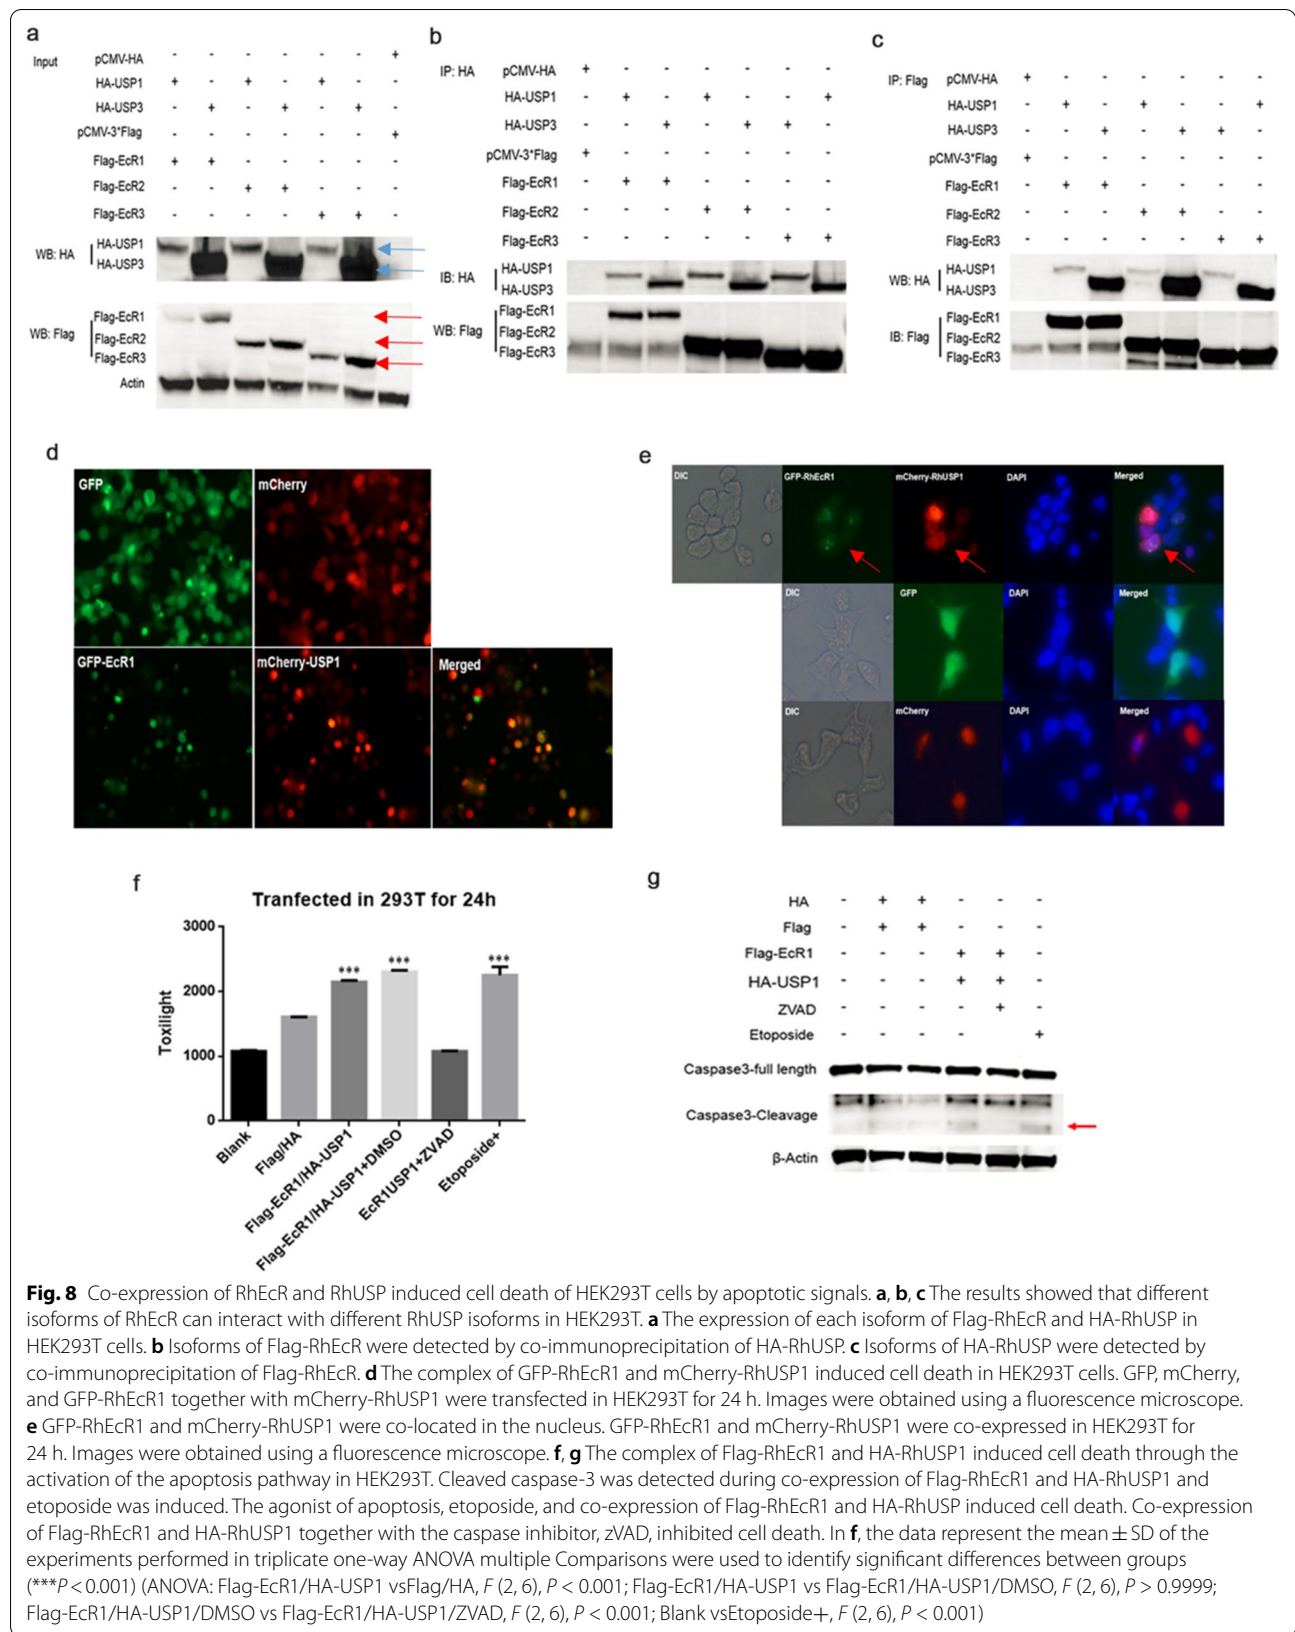 a
Input
pCMV-HA - - - - - - +
HA-USP1 + - + - + - -
HA-USP3 - + - + - + -
pCMV-3*Flag - - - - - - +
Flag-EcR1 + + - - - - -
Flag-EcR2 - - + + - - -
Flag-EcR3 - - - - + + -
WB: HA
HA-USP1
HA-USP3
WB: Flag
Flag-EcR1
Flag-EcR2
Flag-EcR3
Actin
b
IP: HA
pCMV-HA + - - - - - -
HA-USP1 - + - + - - +
HA-USP3 - - + - + + -
pCMV-3*Flag + - - - - - -
Flag-EcR1 - + + - - - -
Flag-EcR2 - - - + + - -
Flag-EcR3 - - - - - + +
IB: HA
HA-USP1
HA-USP3
WB: Flag
Flag-EcR1
Flag-EcR2
Flag-EcR3
c
IP: Flag
pCMV-HA + - - - - - -
HA-USP1 - + - + - - +
HA-USP3 - - + - + + -
pCMV-3*Flag + - - - - - -
Flag-EcR1 - + + - - - -
Flag-EcR2 - - - + + - -
Flag-EcR3 - - - - - + +
WB: HA
HA-USP1
HA-USP3
IB: Flag
Flag-EcR1
Flag-EcR2
Flag-EcR3
d
GFP
mCherry
GFP-EcR1
mCherry-USP1
Merged
e
DIC
GFP-RhEcR1
mCherry-RhUSP1
DAPI
Merged
DIC
GFP
DAPI
Merged
DIC
mCherry
DAPI
Merged
f
Tranfected in 293T for 24h
Toxilight
3000
2000
1000
0
***
***
***
Blank
Flag/HA
Flag-EcR1/HA-USP1
Flag-EcR1/HA-USP1+DMSO
EcR1USP1+ZVAD
Etoposide+
g
HA - + + - - -
Flag - + + - - -
Flag-EcR1 - - - + + -
HA-USP1 - - - + + -
ZVAD - - - - + -
Etoposide - - - - - +
Caspase3-full length
Caspase3-Cleavage
β-Actin
Fig. 8 Co-expression of RhEcR and RhUSP induced cell death of HEK293T cells by apoptotic signals. a, b, c The results showed that different
isoforms of RhEcR can interact with different RhUSP isoforms in HEK293T. a The expression of each isoform of Flag-RhEcR and HA-RhUSP in
HEK293T cells. b Isoforms of Flag-RhEcR were detected by co-immunoprecipitation of HA-RhUSP. c Isoforms of HA-RhUSP were detected by
co-immunoprecipitation of Flag-RhEcR. d The complex of GFP-RhEcR1 and mCherry-RhUSP1 induced cell death in HEK293T cells. GFP, mCherry,
and GFP-RhEcR1 together with mCherry-RhUSP1 were transfected in HEK293T for 24 h. Images were obtained using a fluorescence microscope.
e GFP-RhEcR1 and mCherry-RhUSP1 were co-located in the nucleus. GFP-RhEcR1 and mCherry-RhUSP1 were co-expressed in HEK293T for
24 h. Images were obtained using a fluorescence microscope. f, g The complex of Flag-RhEcR1 and HA-RhUSP1 induced cell death through the
activation of the apoptosis pathway in HEK293T. Cleaved caspase-3 was detected during co-expression of Flag-RhEcR1 and HA-RhUSP1 and
etoposide was induced. The agonist of apoptosis, etoposide, and co-expression of Flag-RhEcR1 and HA-RhUSP induced cell death. Co-expression
of Flag-RhEcR1 and HA-RhUSP1 together with the caspase inhibitor, zVAD, inhibited cell death. In f, the data represent the mean ± SD of the
experiments performed in triplicate one-way ANOVA multiple Comparisons were used to identify significant differences between groups
(***P < 0.001) (ANOVA: Flag-EcR1/HA-USP1 vsFlag/HA, F (2, 6), P < 0.001; Flag-EcR1/HA-USP1 vs Flag-EcR1/HA-USP1/DMSO, F (2, 6), P > 0.9999;
Flag-EcR1/HA-USP1/DMSO vs Flag-EcR1/HA-USP1/ZVAD, F (2, 6), P < 0.001; Blank vsEtoposide+, F (2, 6), P < 0.001)